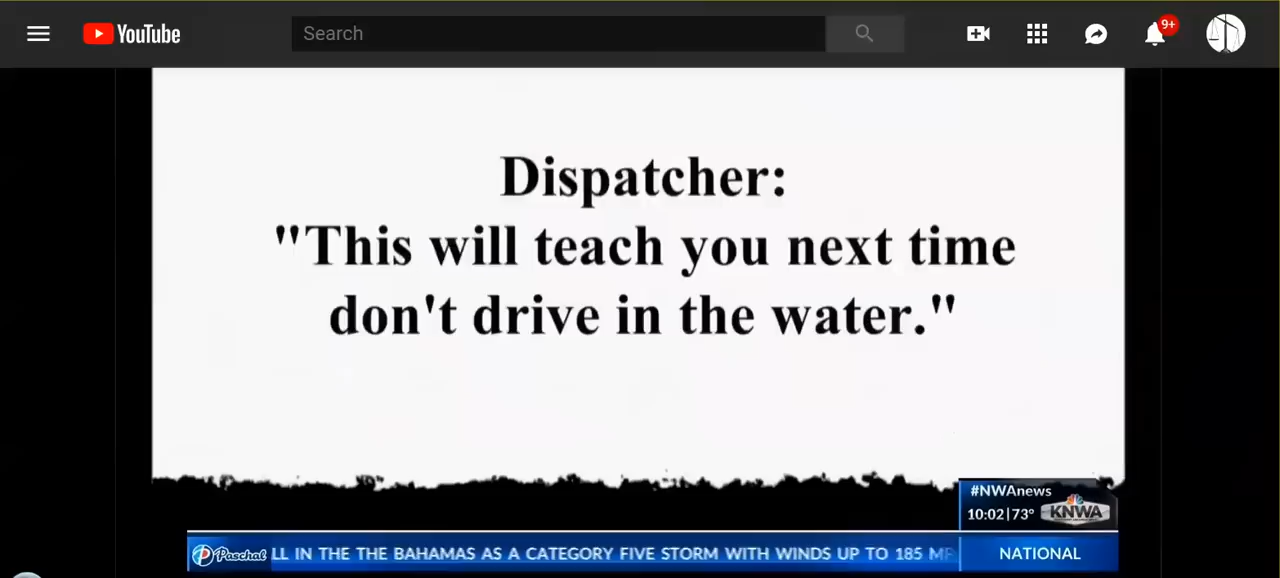 YouTube
Search
9+
Dispatcher:
"This will teach you next time
don't drive in the water."
#NWAnews
10:02|73°
KNWA
Paschal LL IN THE THE BAHAMAS AS A CATEGORY FIVE STORM WITH WINDS UP TO 185
NATIONAL